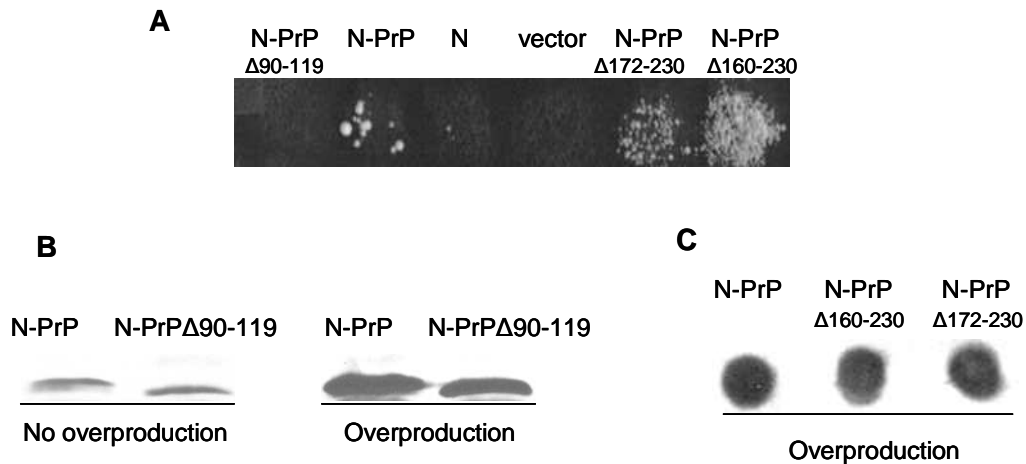 A
N-PrP N-PrP N vector N-PrP N-PrP
Δ90-119 Δ172-230 Δ160-230
B
C
N-PrP N-PrP N-PrP
Δ160-230 Δ172-230
N-PrP N-PrPΔ90-119 N-PrP N-PrPΔ90-119
No overproduction Overproduction
Overproduction